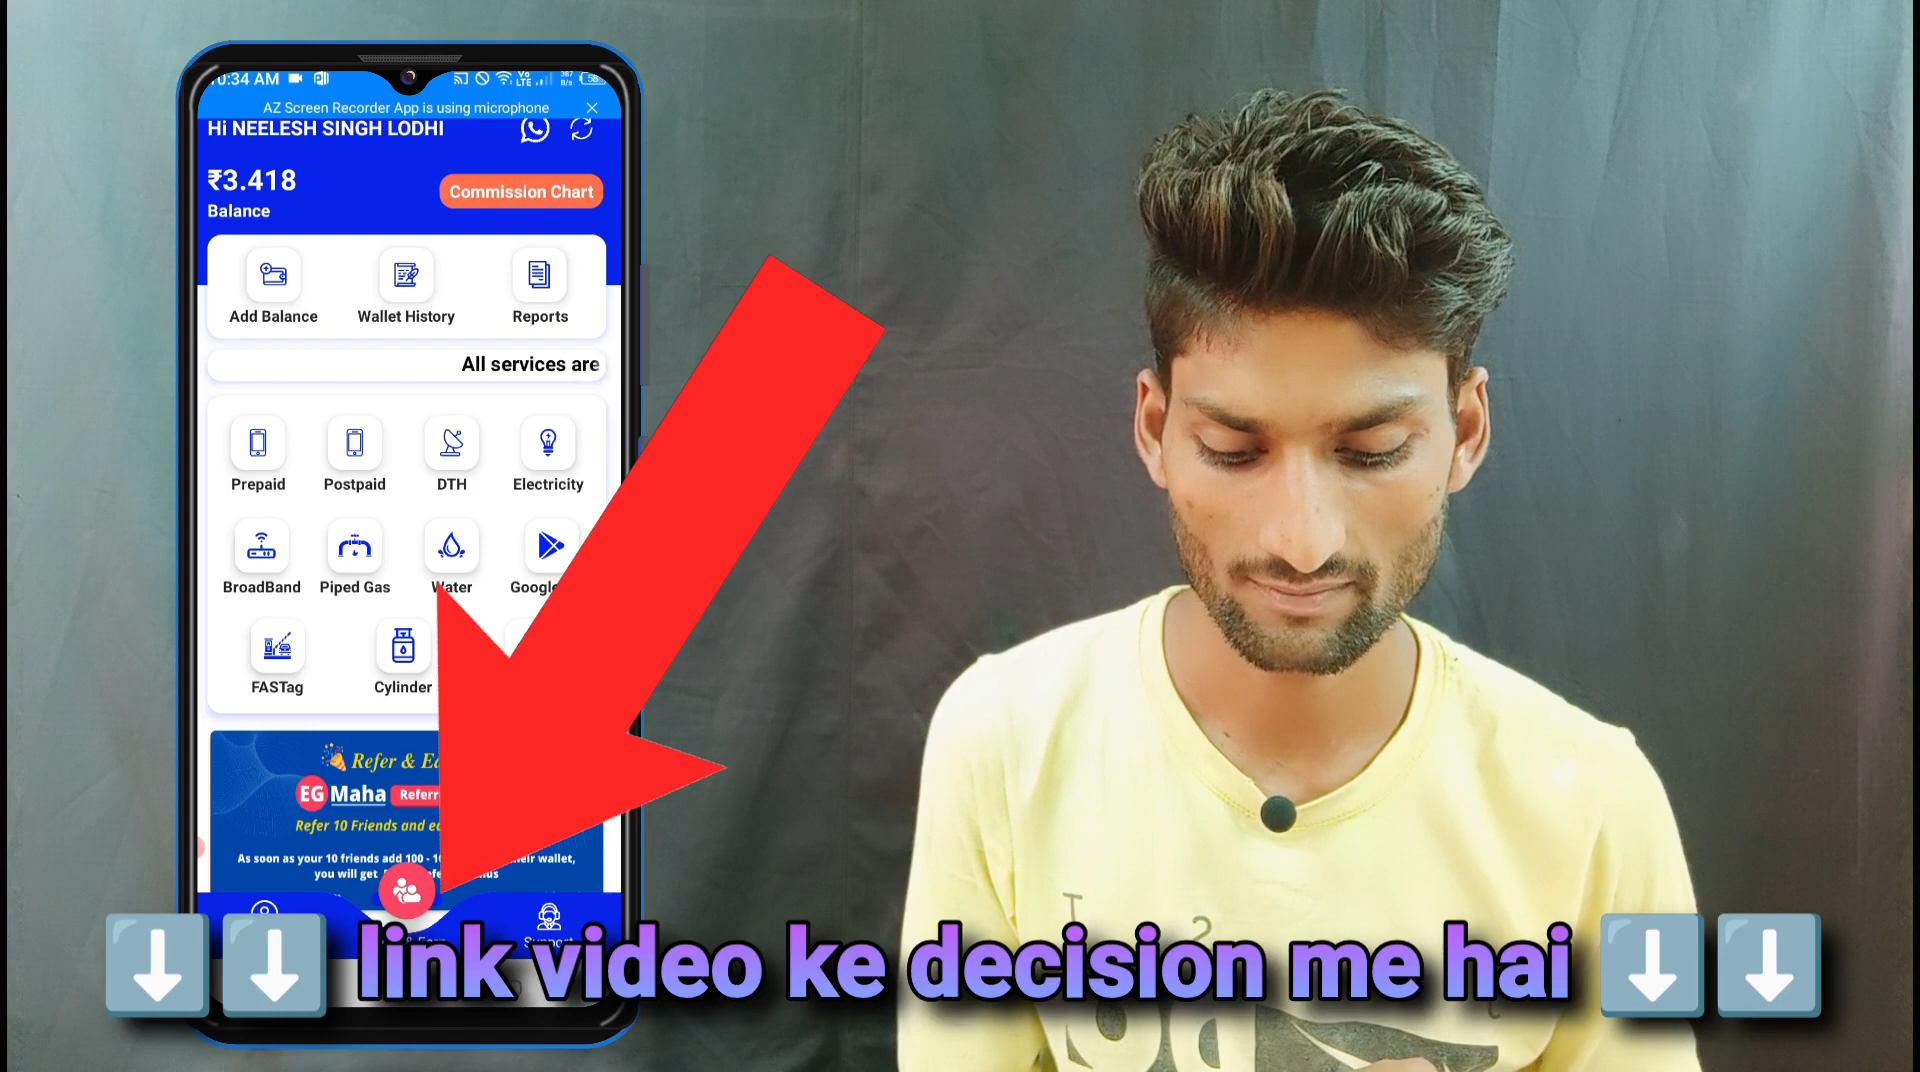 10:34 AM
AZ Screen Recorder App is using microphone
Hi NEELESH SINGH LODHI
₹3.418
Commission Chart
Balance
Add Balance Wallet History Reports
All services are
Prepaid Postpaid DTH Electricity
BroadBand Piped Gas Water Google
FASTag Cylinder
Refer &
EG Maha
Refer 10 Friends and
As soon as your 10 friends add 100 - wallet,
you will get
Support
link video ke decision me hai